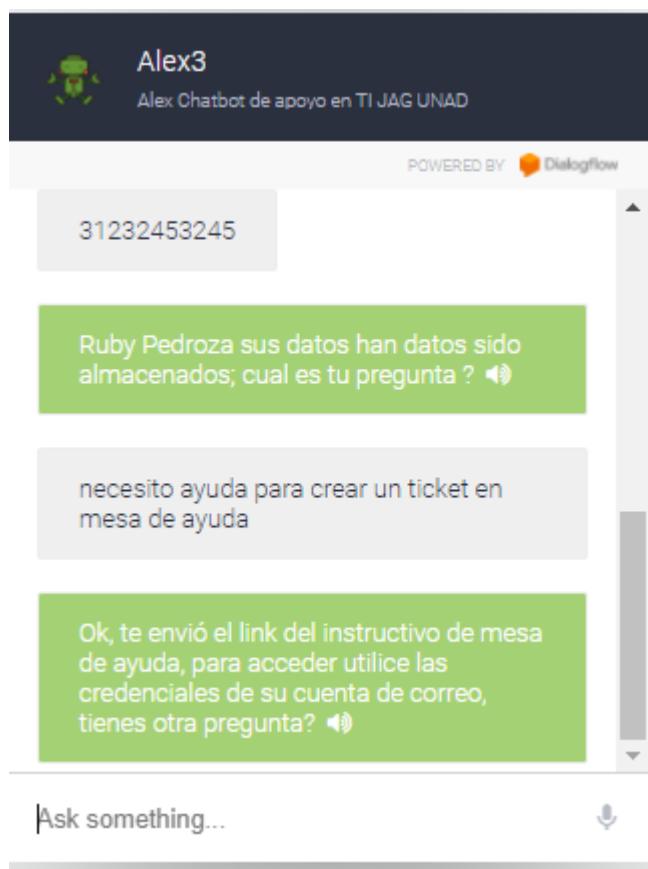 Alex3
Alex Chatbot de apoyo en TI JAG UNAD
POWERED BY Dialogflow
31232453245
Ruby Pedroza sus datos han datos sido
almacenados; cual es tu pregunta ?
necesito ayuda para crear un ticket en
mesa de ayuda
Ok, te envió el link del instructivo de mesa
de ayuda, para acceder utilice las
credenciales de su cuenta de correo,
tienes otra pregunta?
Ask something...